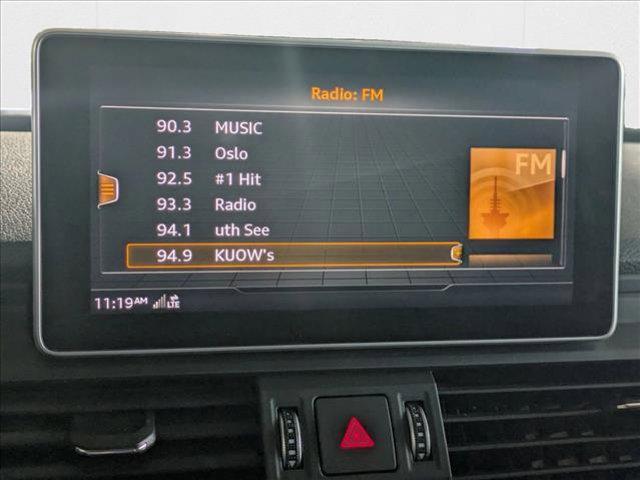 Radio: FM
90.3 MUSIC
91.3 Oslo
92.5 #1 Hit
93.3 Radio
94.1 uth See
94.9 KUOW's
FM
11:19AM LTE